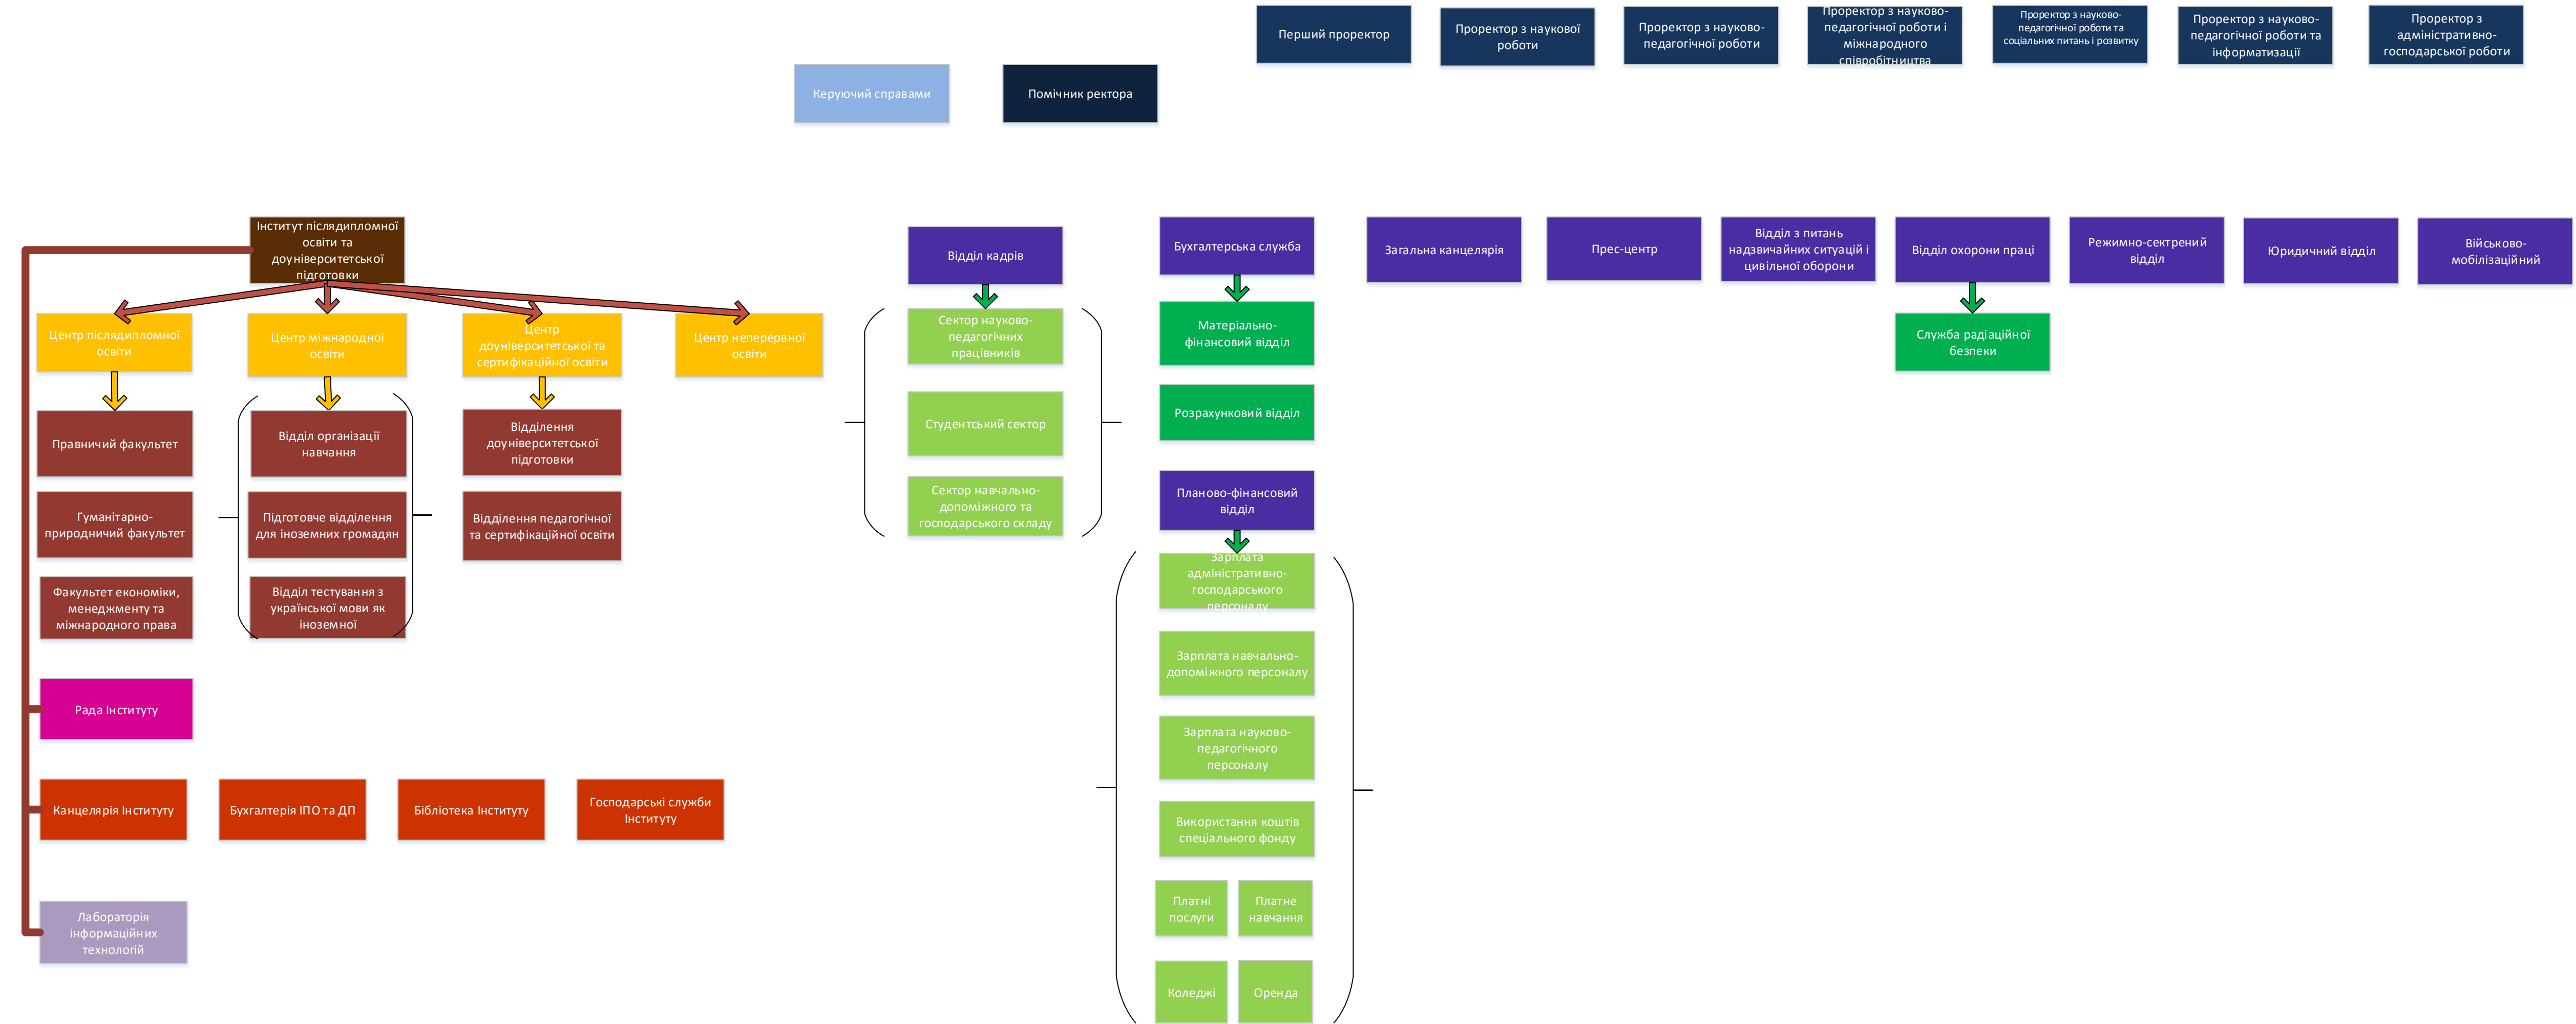 Перший проректор
Проректор з наукової
роботи
Проректор з науково-
педагогічної роботи
Проректор з науково-
педагогічної роботи і
міжнародного
співробітництва
Проректор з науково-
педагогічної роботи та
соціальних питань і розвитку
Проректор з науково-
педагогічної роботи та
інформатизації
Проректор з
адміністративно-
господарської роботи
Керуючий справами
Помічник ректора
Інститут післядипломної
освіти та
доуніверситетської
підготовки
Відділ кадрів
Бухгалтерська служба
Загальна канцелярія
Прес-центр
Відділ з питань
надзвичайних ситуацій і
цивільної оборони
Відділ охорони праці
Режимно-сектрений
відділ
Юридичний відділ
Військово-
мобілізаційний
Центр післядипломної
освіти
Центр міжнародної
освіти
Центр
доуніверситетської та
сертифікаційної освіти
Центр неперервної
освіти
Сектор науково-
педагогічних
працівників
Матеріально-
фінансовий відділ
Служба радіаційної
безпеки
Правничий факультет
Відділ організації
навчання
Відділення
доуніверситетської
підготовки
Студентський сектор
Розрахунковий відділ
Гуманітарно-
природничий факультет
Підготовче відділення
для іноземних громадян
Відділення педагогічної
та сертифікаційної освіти
Сектор навчально-
допоміжного та
господарського складу
Планово-фінансовий
відділ
Факультет економіки,
менеджменту та
міжнародного права
Відділ тестування з
української мови як
іноземної
Зарплата
адміністративно-
господарського
персоналу
Зарплата навчально-
допоміжного персоналу
Рада Інституту
Зарплата науково-
педагогічного
персоналу
Канцелярія Інституту
Бухгалтерія ІПО та ДП
Бібліотека Інституту
Господарські служби
Інституту
Використання коштів
спеціального фонду
Лабораторія
інформаційних
технологій
Платні
послуги
Платне
навчання
Коледжі
Оренда